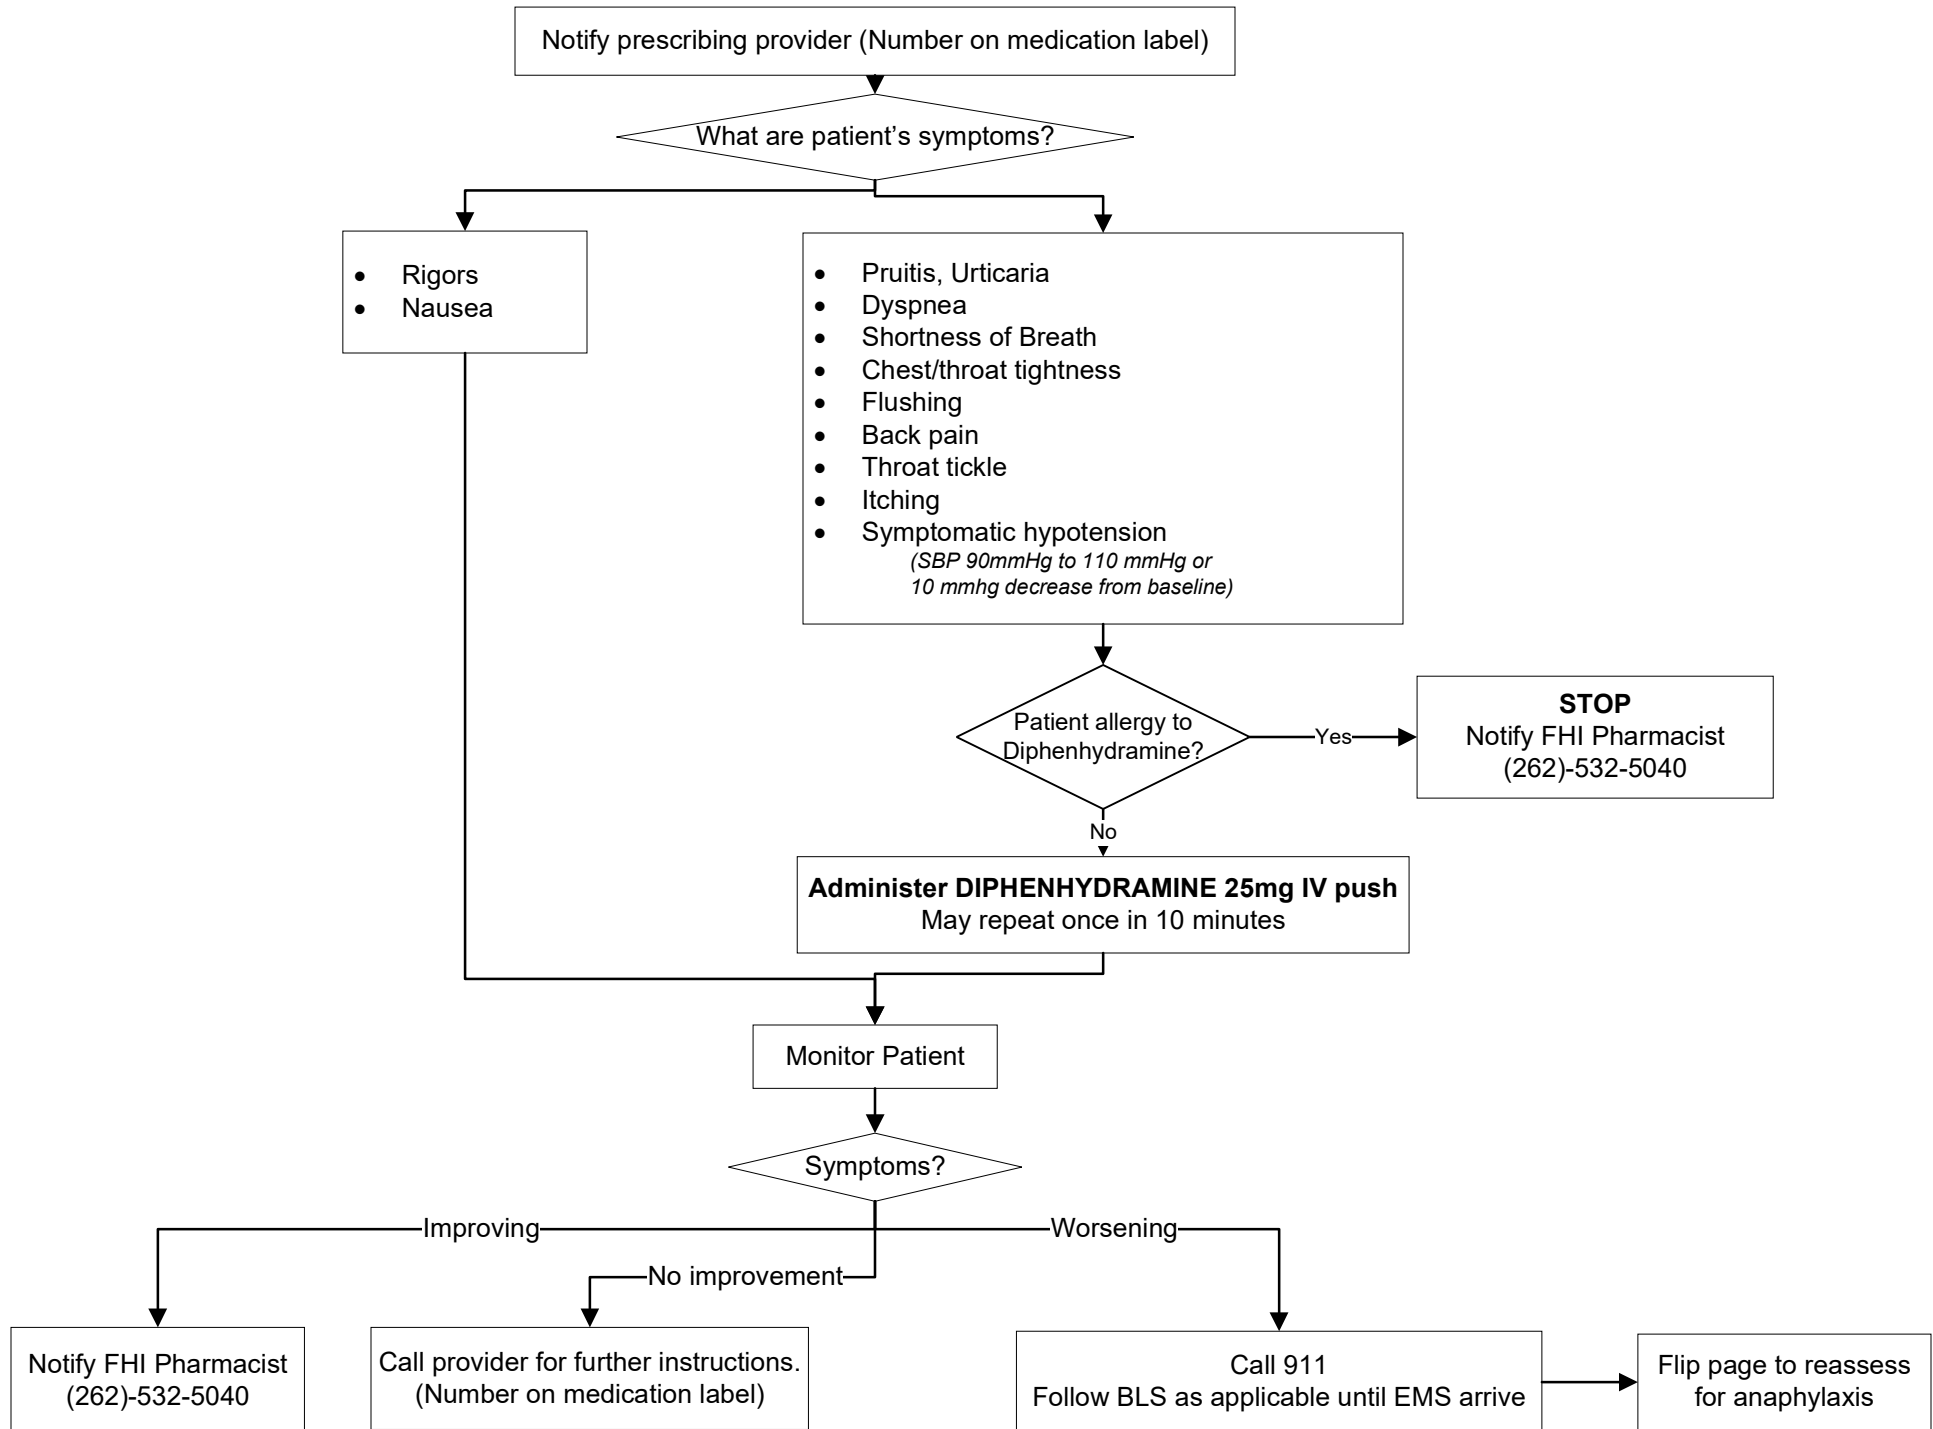 Notify prescribing provider (Number on medication label)
What are patient’s symptoms?
• Rigors
• Nausea
• Pruitis, Urticaria
• Dyspnea
• Shortness of Breath
• Chest/throat tightness
• Flushing
• Back pain
• Throat tickle
• Itching
• Symptomatic hypotension
(SBP 90mmHg to 110 mmHg or
10 mmhg decrease from baseline)
Patient allergy to
Diphenhydramine?
Yes
STOP
Notify FHI Pharmacist
(262)-532-5040
No
Administer DIPHENHYDRAMINE 25mg IV push
May repeat once in 10 minutes
Monitor Patient
Symptoms?
Improving
Worsening
No improvement
Notify FHI Pharmacist
(262)-532-5040
Call provider for further instructions.
(Number on medication label)
Call 911
Follow BLS as applicable until EMS arrive
Flip page to reassess
for anaphylaxis